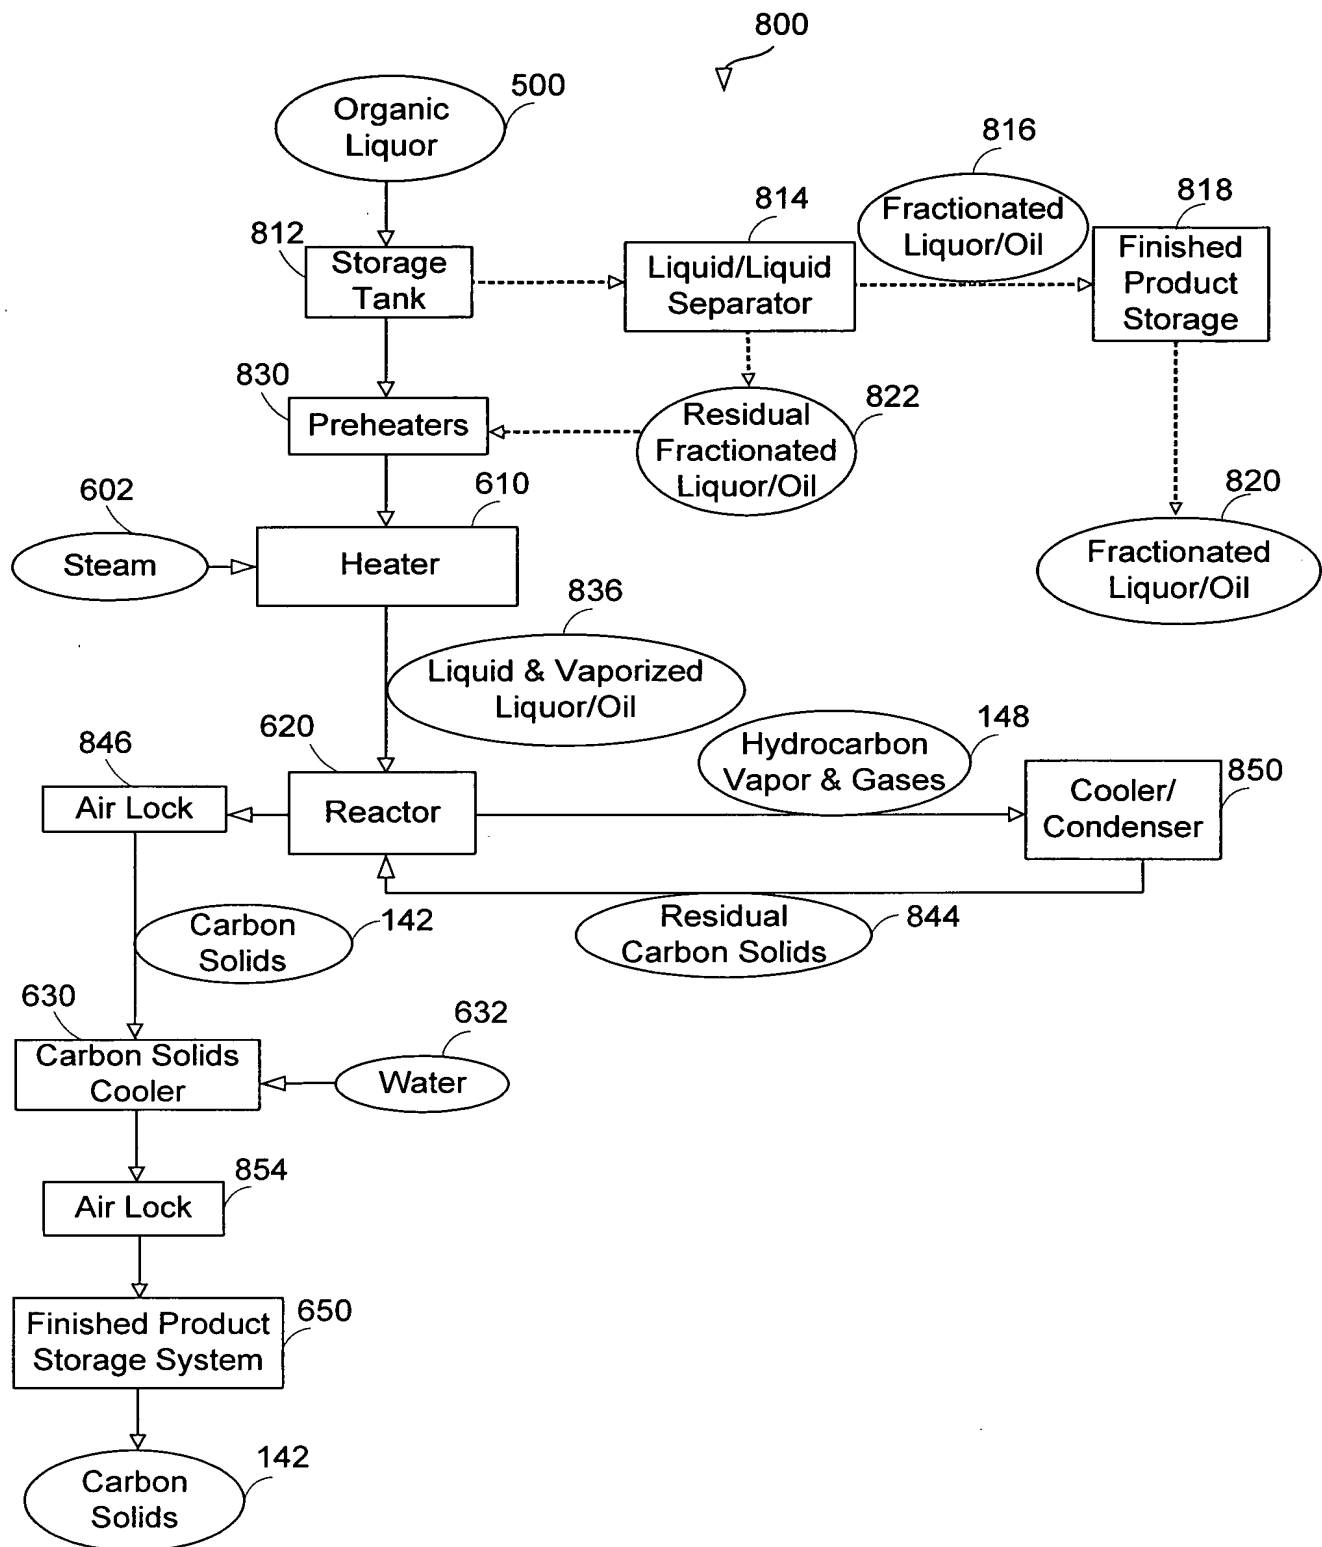 800
500
Organic
Liquor
816
Fractionated
Liquor/Oil
814
818
812
Storage
Tank
Liquid/Liquid
Separator
Finished
Product
Storage
830
Preheaters
Residual
Fractionated
Liquor/Oil
822
602
610
820
Steam
Heater
Fractionated
Liquor/Oil
836
Liquid & Vaporized
Liquor/Oil
620
846
148
Hydrocarbon
Vapor & Gases
850
Air Lock
Reactor
Cooler/
Condenser
Carbon
Solids
142
Residual
Carbon Solids
844
630
632
Carbon Solids
Cooler
Water
854
Air Lock
650
Finished Product
Storage System
142
Carbon
Solids